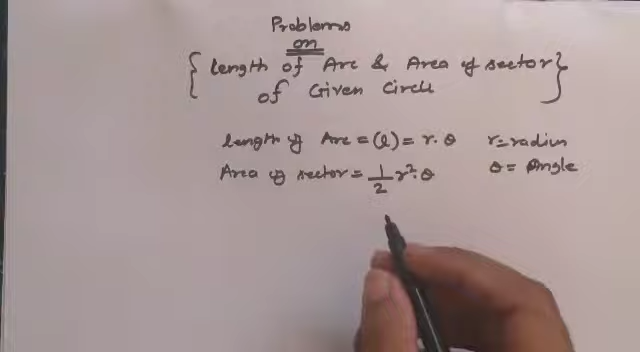 Problems
on
{ length of Arc & Area of sector }
of Given Circle
length of Arc = (l) = r.θ r = radius
Area of sector = 1/2 r².θ θ = Angle